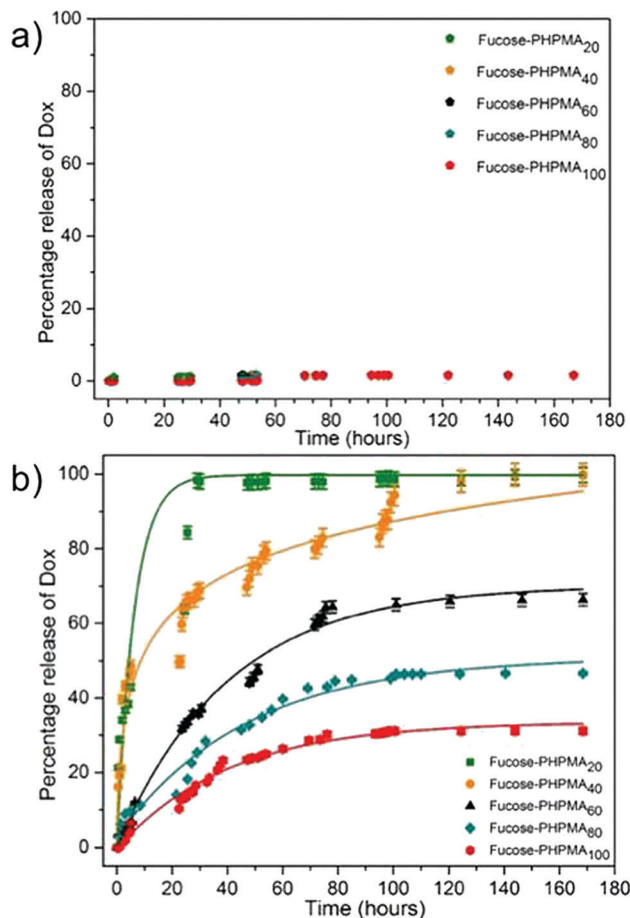 a)
100
80
60
40
20
0
Percentage release of Dox
Fucose-PHPMA20
Fucose-PHPMA40
Fucose-PHPMA60
Fucose-PHPMA80
Fucose-PHPMA100
0 20 40 60 80 100 120 140 160 180
Time (hours)
b)
100
80
60
40
20
0
Percentage release of Dox
Fucose-PHPMA20
Fucose-PHPMA40
Fucose-PHPMA60
Fucose-PHPMA80
Fucose-PHPMA100
0 20 40 60 80 100 120 140 160 180
Time (hours)